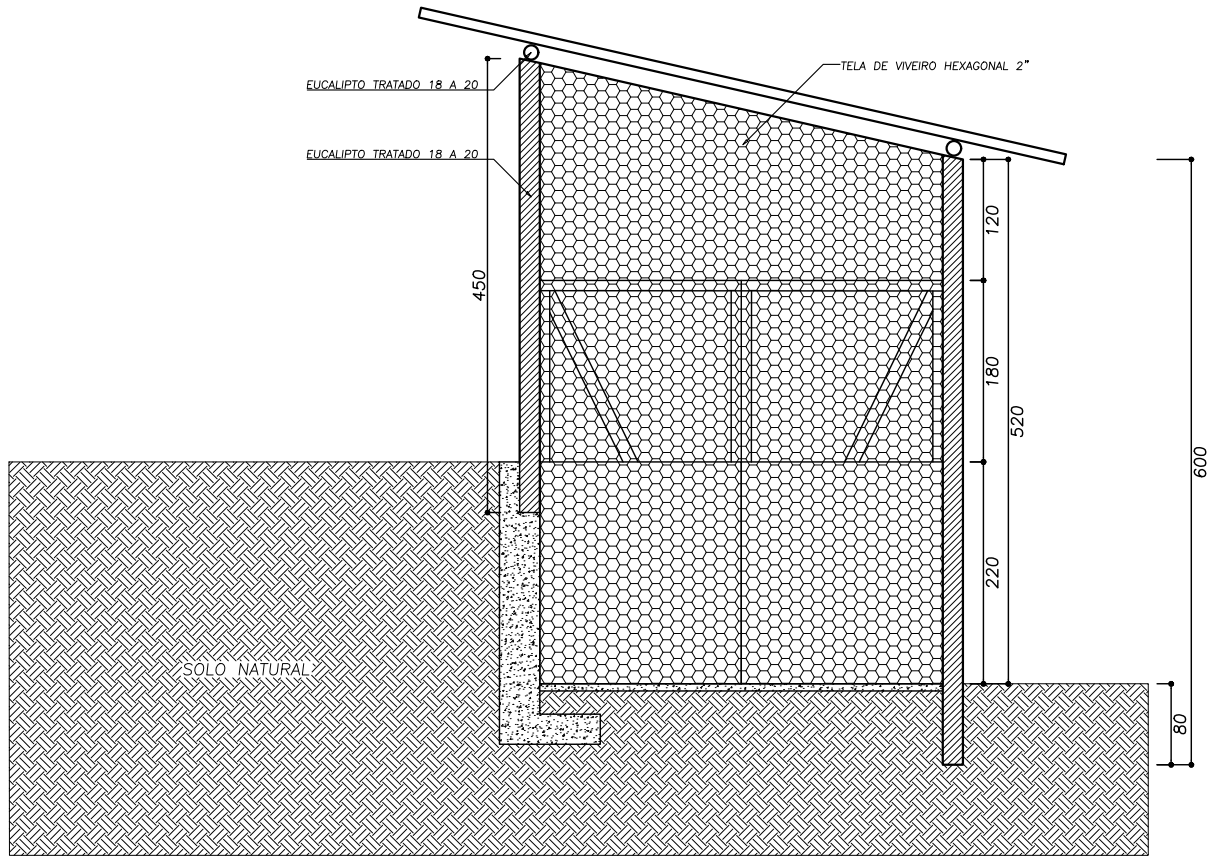 TELA DE VIVEIRO HEXAGONAL 2"
EUCALIPTO TRATADO 18 A 20
EUCALIPTO TRATADO 18 A 20
120
450
180
520
600
220
SOLO NATURAL
80